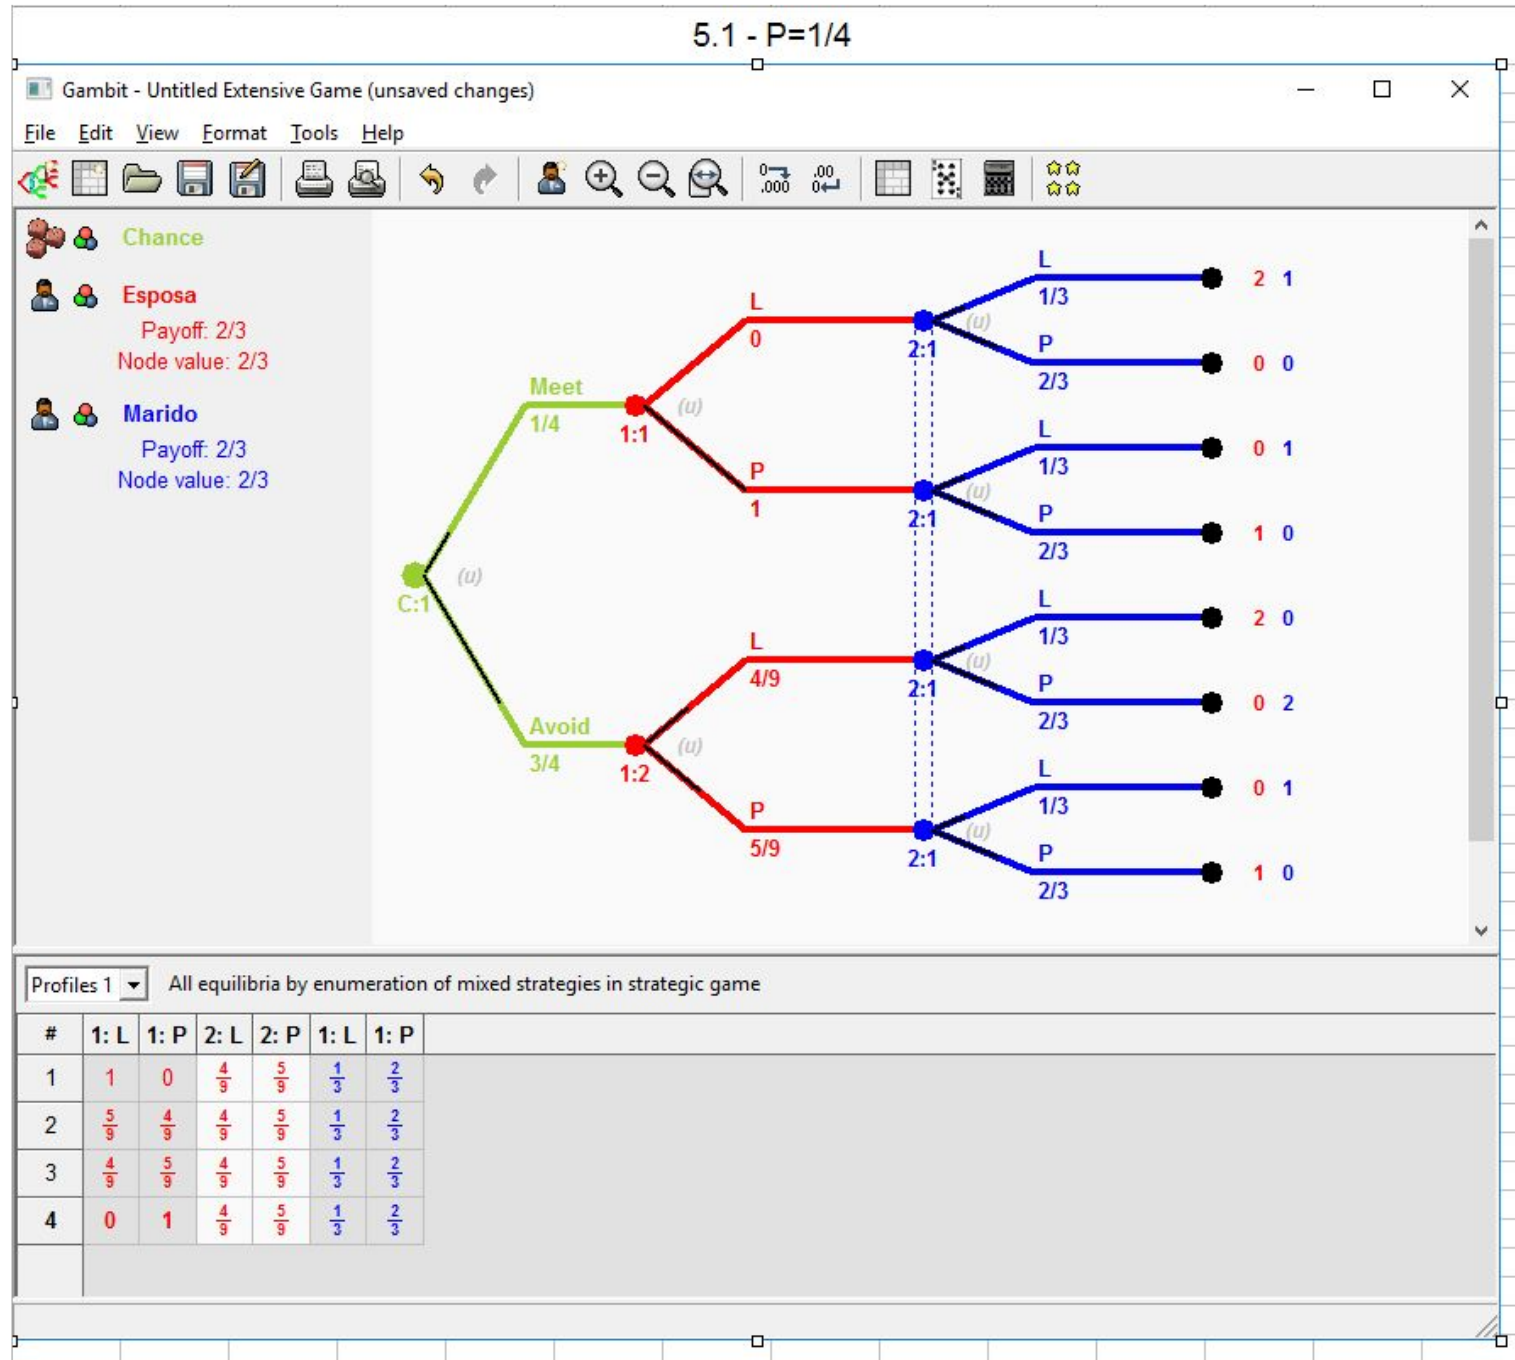 5.1 - P=1/4
Gambit - Untitled Extensive Game (unsaved changes)
File Edit View Format Tools Help
0 .000 .00 0
Chance
Esposa
Payoff: 2/3
Node value: 2/3
Marido
Payoff: 2/3
Node value: 2/3
C:1 (u)
Meet
1/4
1:1 (u)
Avoid
3/4
1:2 (u)
L
0
P
1
L
4/9
P
5/9
2:1 (u)
2:1 (u)
2:1 (u)
2:1 (u)
L
1/3
2 1
P
2/3
0 0
L
1/3
0 1
P
2/3
1 0
L
1/3
2 0
P
2/3
0 2
L
1/3
0 1
P
2/3
1 0
Profiles 1 All equilibria by enumeration of mixed strategies in strategic game
# 1: L 1: P 2: L 2: P 1: L 1: P
1 1 0 4/9 5/9 1/3 2/3
2 5/9 4/9 4/9 5/9 1/3 2/3
3 4/9 5/9 4/9 5/9 1/3 2/3
4 0 1 4/9 5/9 1/3 2/3